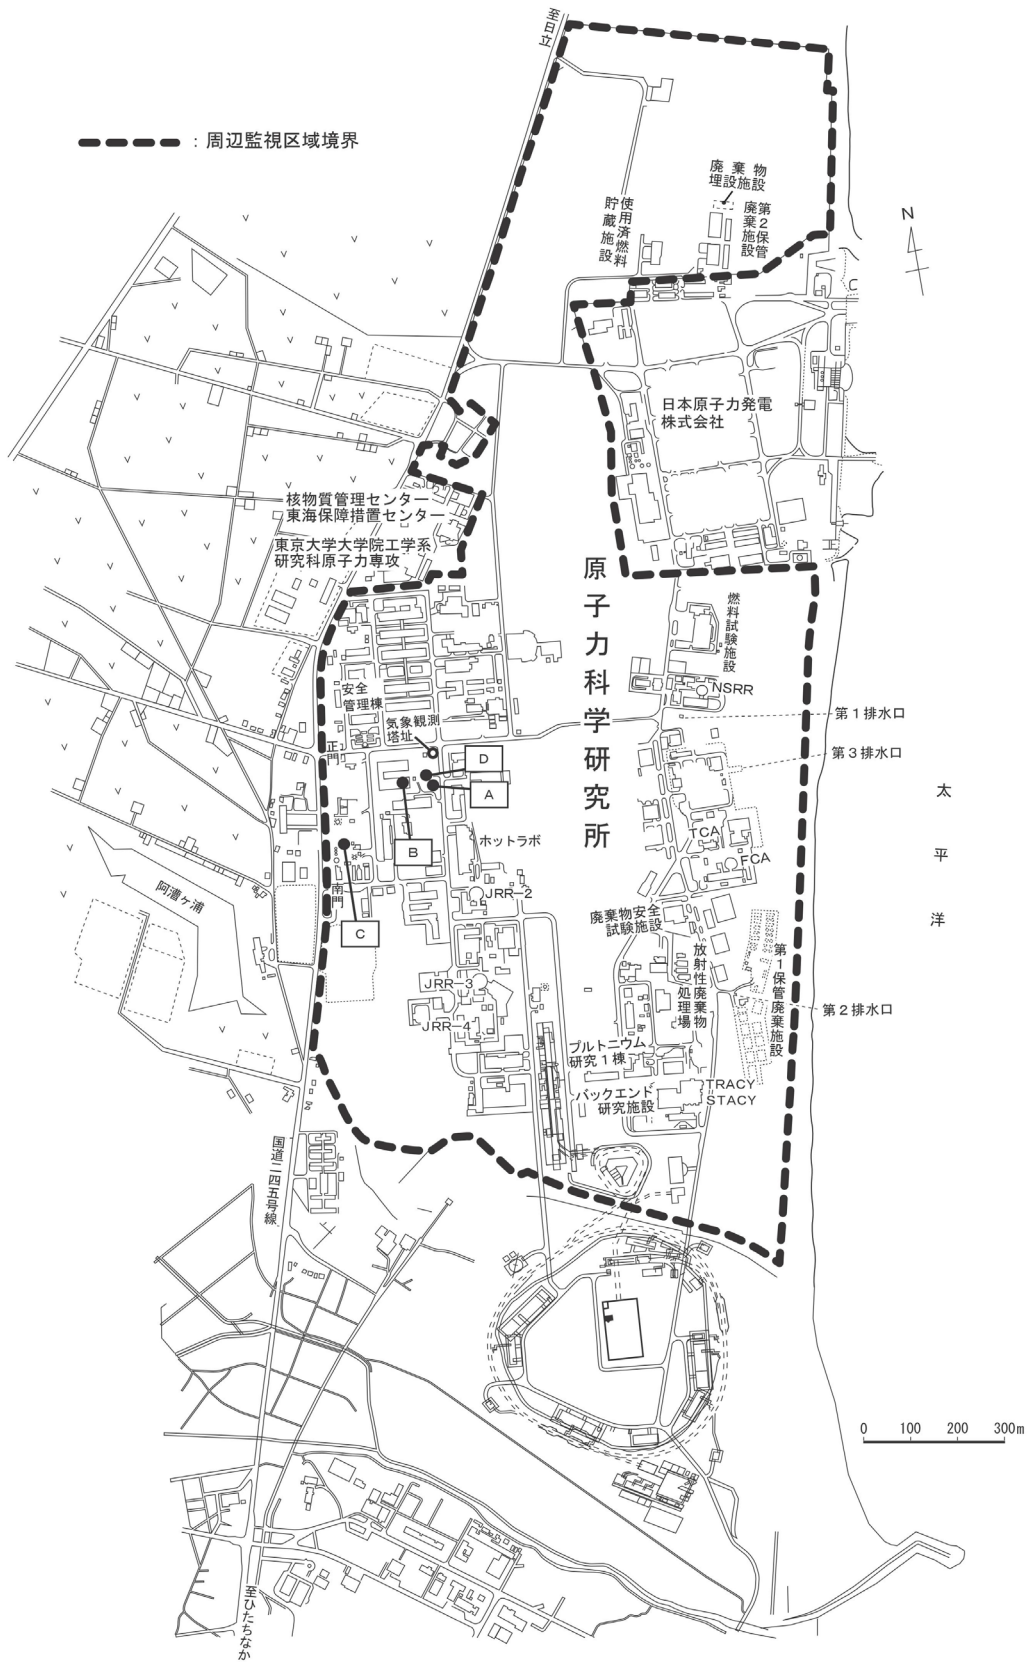 至日立
：周辺監視区域境界
廃棄物
埋設施設
第2保管
廃棄施設
使用済燃料
貯蔵施設
N
日本原子力発電
株式会社
核物質管理センター
東海保障措置センター
東京大学大学院工学系
研究科原子力専攻
原子力科学研究所
燃料試験施設
NSRR
安全
管理棟
気象観測
塔址
正門
第1排水口
第3排水口
D
A
B
C
太平洋
ホットラボ
TCA
FCA
南門
JRR-2
阿漕ヶ浦
廃棄物安全
試験施設
放射性廃棄物
処理場
第1保管廃棄施設
JRR-3
JRR-4
第2排水口
プルトニウム
研究1棟
バックエンド
研究施設
TRACY
STACY
国道二四五号線
0 100 200 300m
至ひたちなか